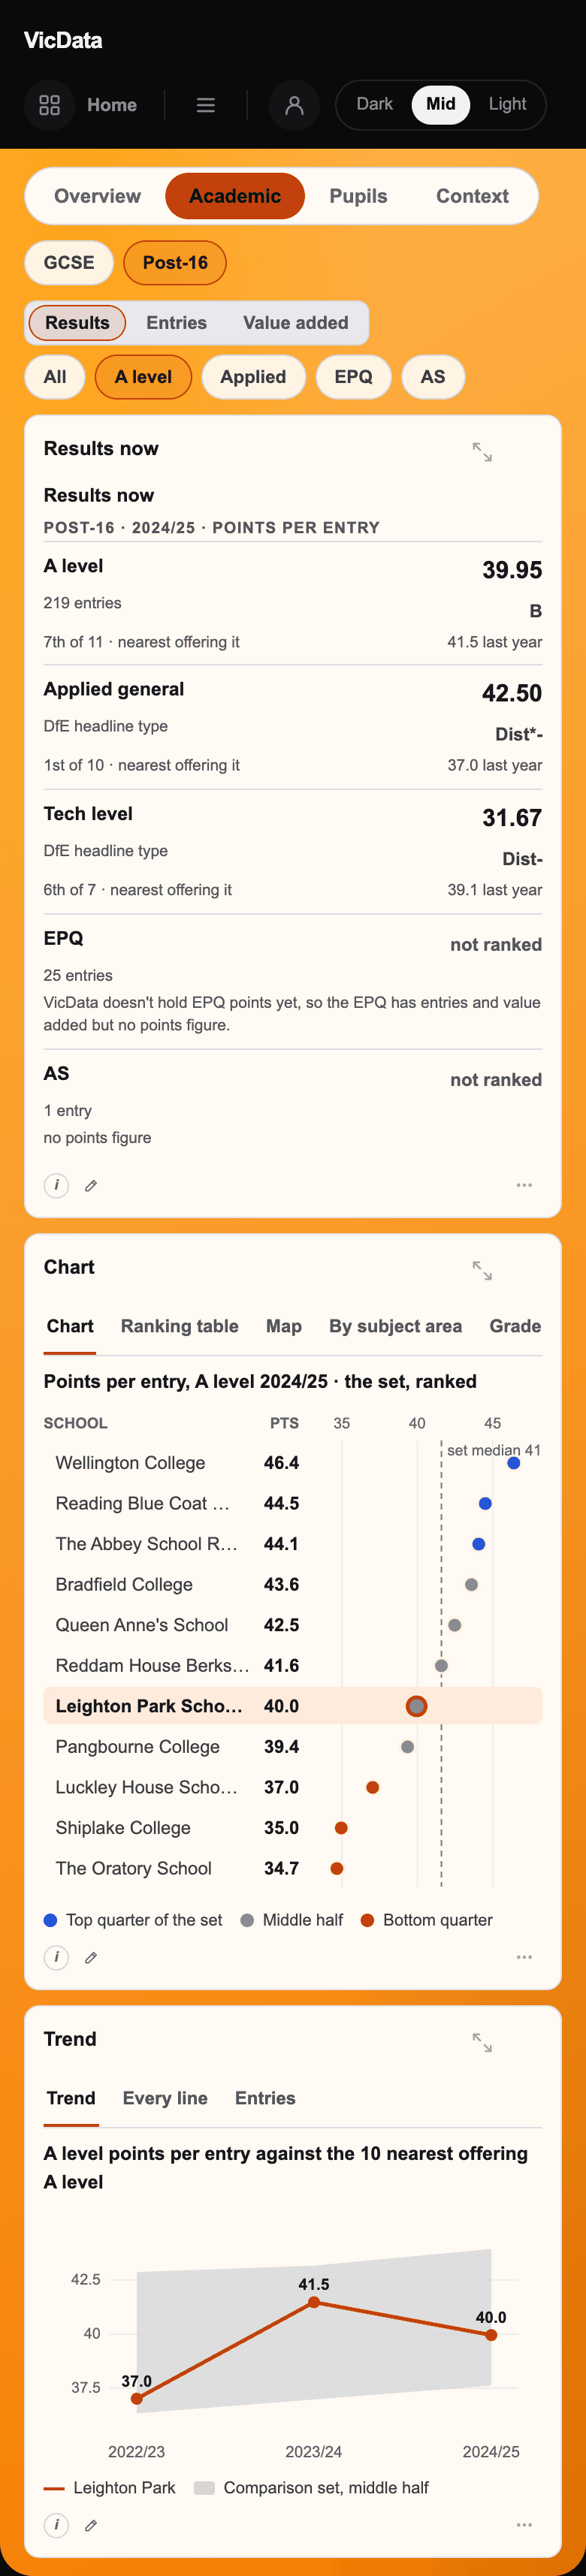 VicData
Home
Dark Mid Light
Overview Academic Pupils Context
GCSE Post-16
Results Entries Value added
All A level Applied EPQ AS
Results now
Results now
POST-16 · 2024/25 · POINTS PER ENTRY
A level 39.95
219 entries B
7th of 11 · nearest offering it 41.5 last year
Applied general 42.50
DfE headline type Dist*-
1st of 10 · nearest offering it 37.0 last year
Tech level 31.67
DfE headline type Dist-
6th of 7 · nearest offering it 39.1 last year
EPQ not ranked
25 entries
VicData doesn't hold EPQ points yet, so the EPQ has entries and value
added but no points figure.
AS not ranked
1 entry
no points figure
i
Chart
Chart Ranking table Map By subject area Grade
Points per entry, A level 2024/25 · the set, ranked
SCHOOL PTS 35 40 45
set median 41
Wellington College 46.4
Reading Blue Coat … 44.5
The Abbey School R… 44.1
Bradfield College 43.6
Queen Anne's School 42.5
Reddam House Berks… 41.6
Leighton Park Scho… 40.0
Pangbourne College 39.4
Luckley House Scho… 37.0
Shiplake College 35.0
The Oratory School 34.7
Top quarter of the set Middle half Bottom quarter
i
Trend
Trend Every line Entries
A level points per entry against the 10 nearest offering
A level
42.5
40
37.5
37.0
41.5
40.0
2022/23 2023/24 2024/25
Leighton Park Comparison set, middle half
i